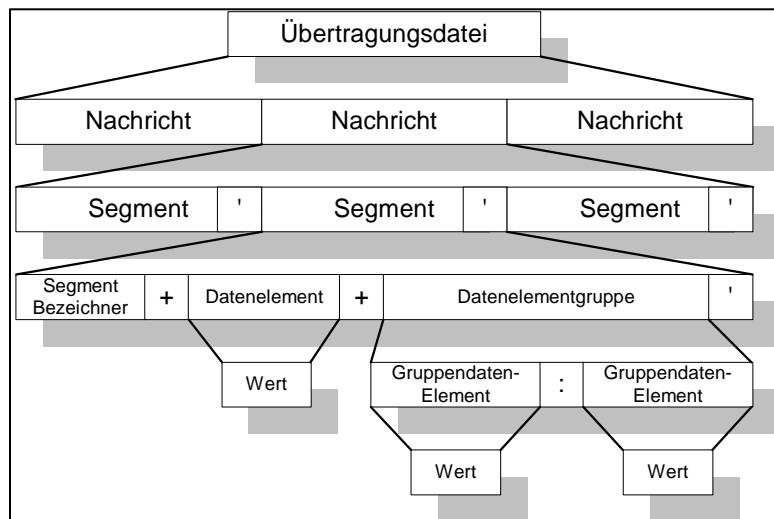 Übertragungsdatei
Nachricht Nachricht Nachricht
Segment ' Segment ' Segment '
Segment
Bezeichner + Datenelement + Datenelementgruppe '
Wert
Gruppendaten-
Element : Gruppendaten-
Element
Wert Wert